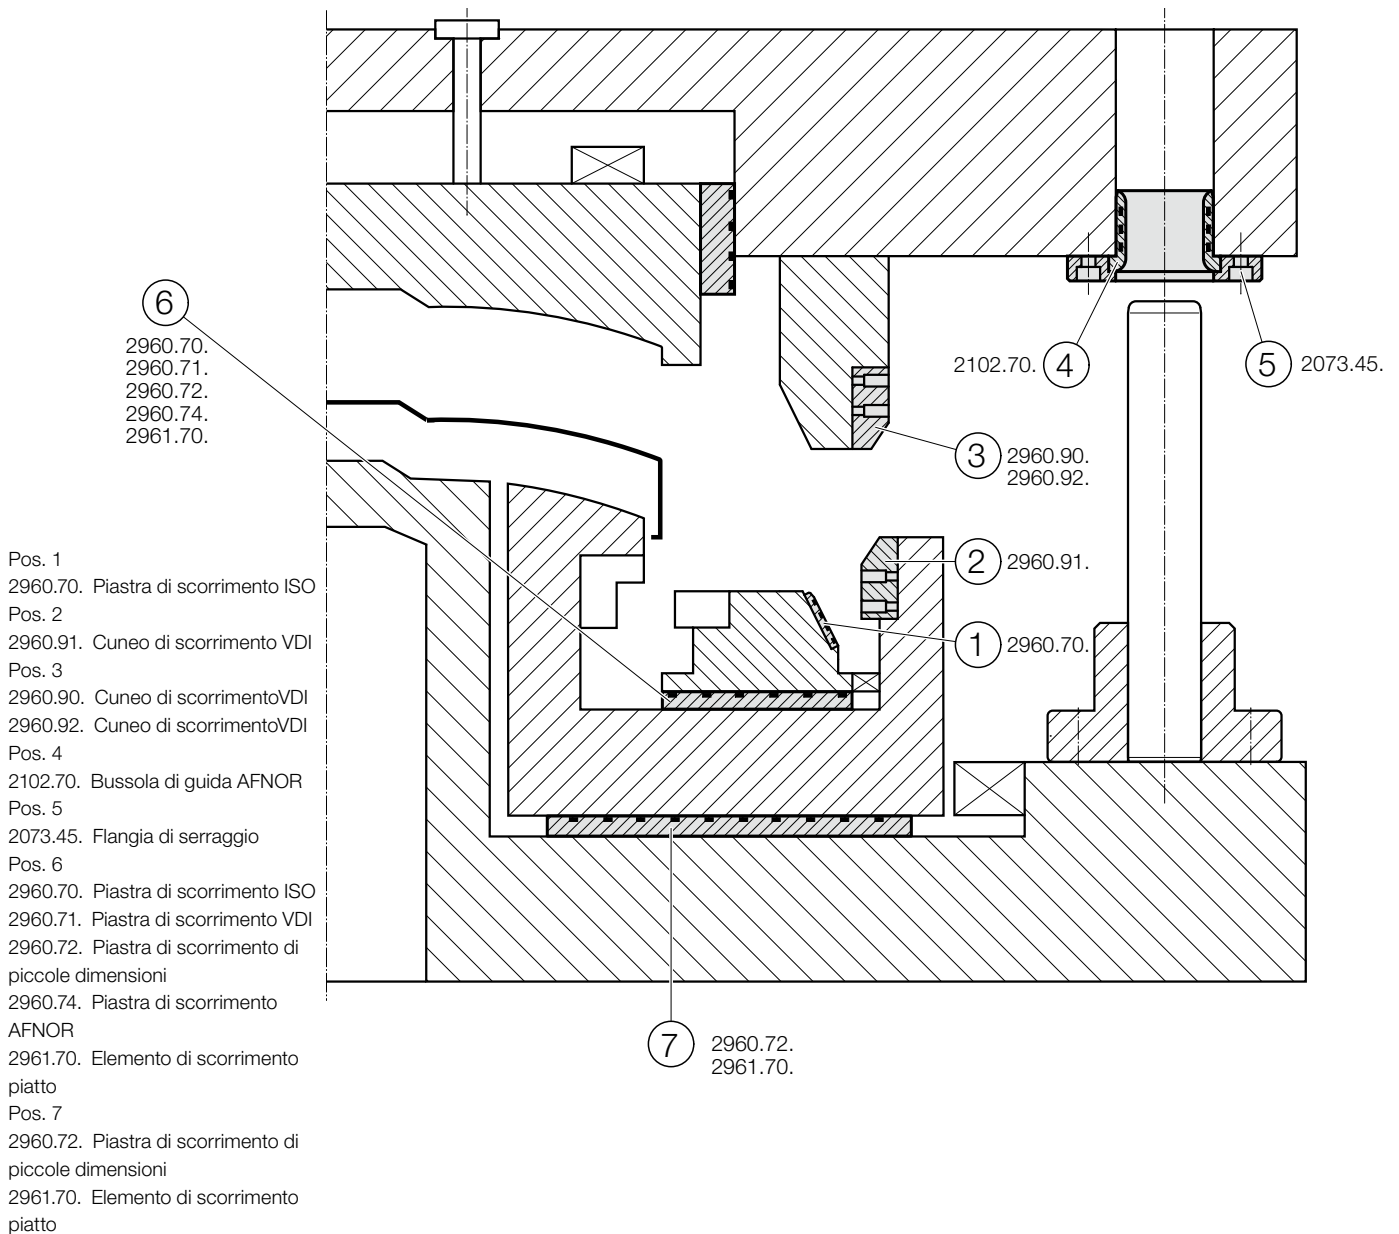 6
2960.70.
2960.71.
2960.72.
2960.74.
2961.70.
2102.70. 4
5 2073.45.
3 2960.90.
2960.92.
2 2960.91.
1 2960.70.
7 2960.72.
2961.70.
Pos. 1
2960.70. Piastra di scorrimento ISO
Pos. 2
2960.91. Cuneo di scorrimento VDI
Pos. 3
2960.90. Cuneo di scorrimentoVDI
2960.92. Cuneo di scorrimentoVDI
Pos. 4
2102.70. Bussola di guida AFNOR
Pos. 5
2073.45. Flangia di serraggio
Pos. 6
2960.70. Piastra di scorrimento ISO
2960.71. Piastra di scorrimento VDI
2960.72. Piastra di scorrimento di
piccole dimensioni
2960.74. Piastra di scorrimento
AFNOR
2961.70. Elemento di scorrimento
piatto
Pos. 7
2960.72. Piastra di scorrimento di
piccole dimensioni
2961.70. Elemento di scorrimento
piatto